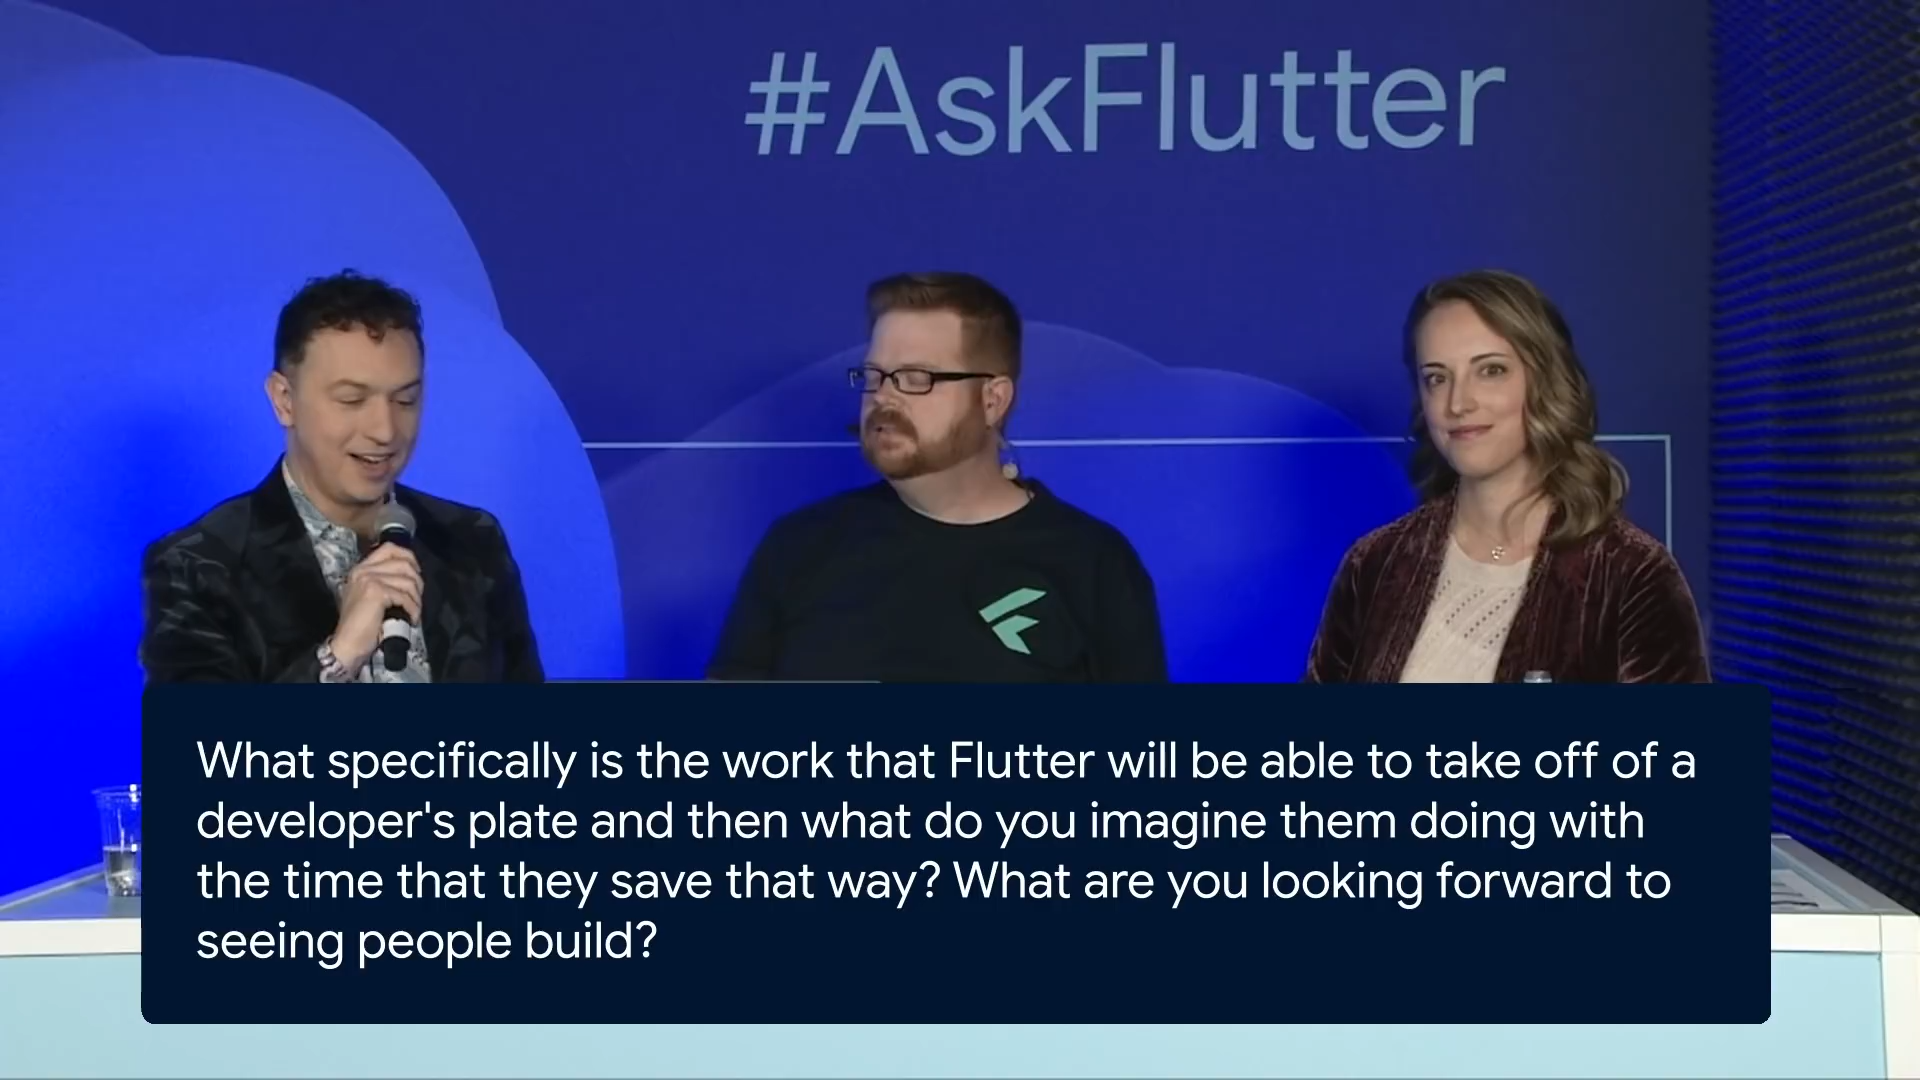 #AskFlutter
What specifically is the work that Flutter will be able to take off of a
developer's plate and then what do you imagine them doing with
the time that they save that way? What are you looking forward to
seeing people build?